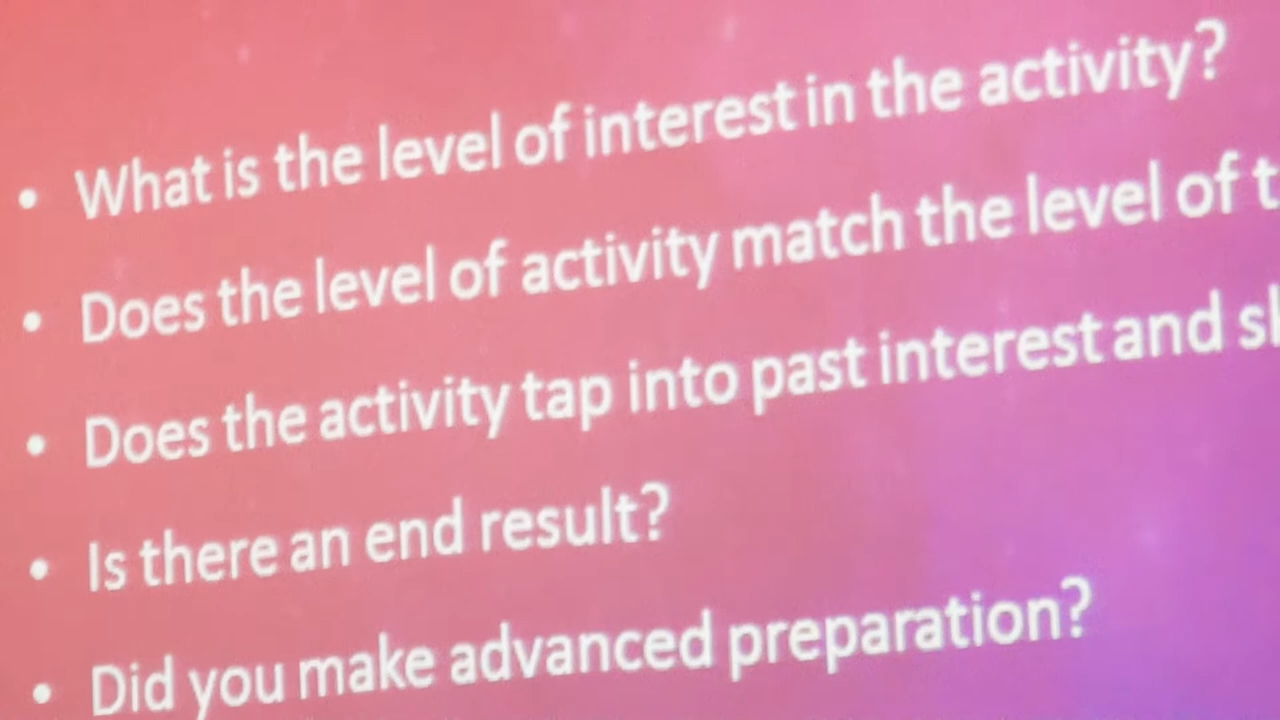 • What is the level of interest in the activity?
• Does the level of activity match the level of
• Does the activity tap into past interest and
• Is there an end result?
• Did you make advanced preparation?